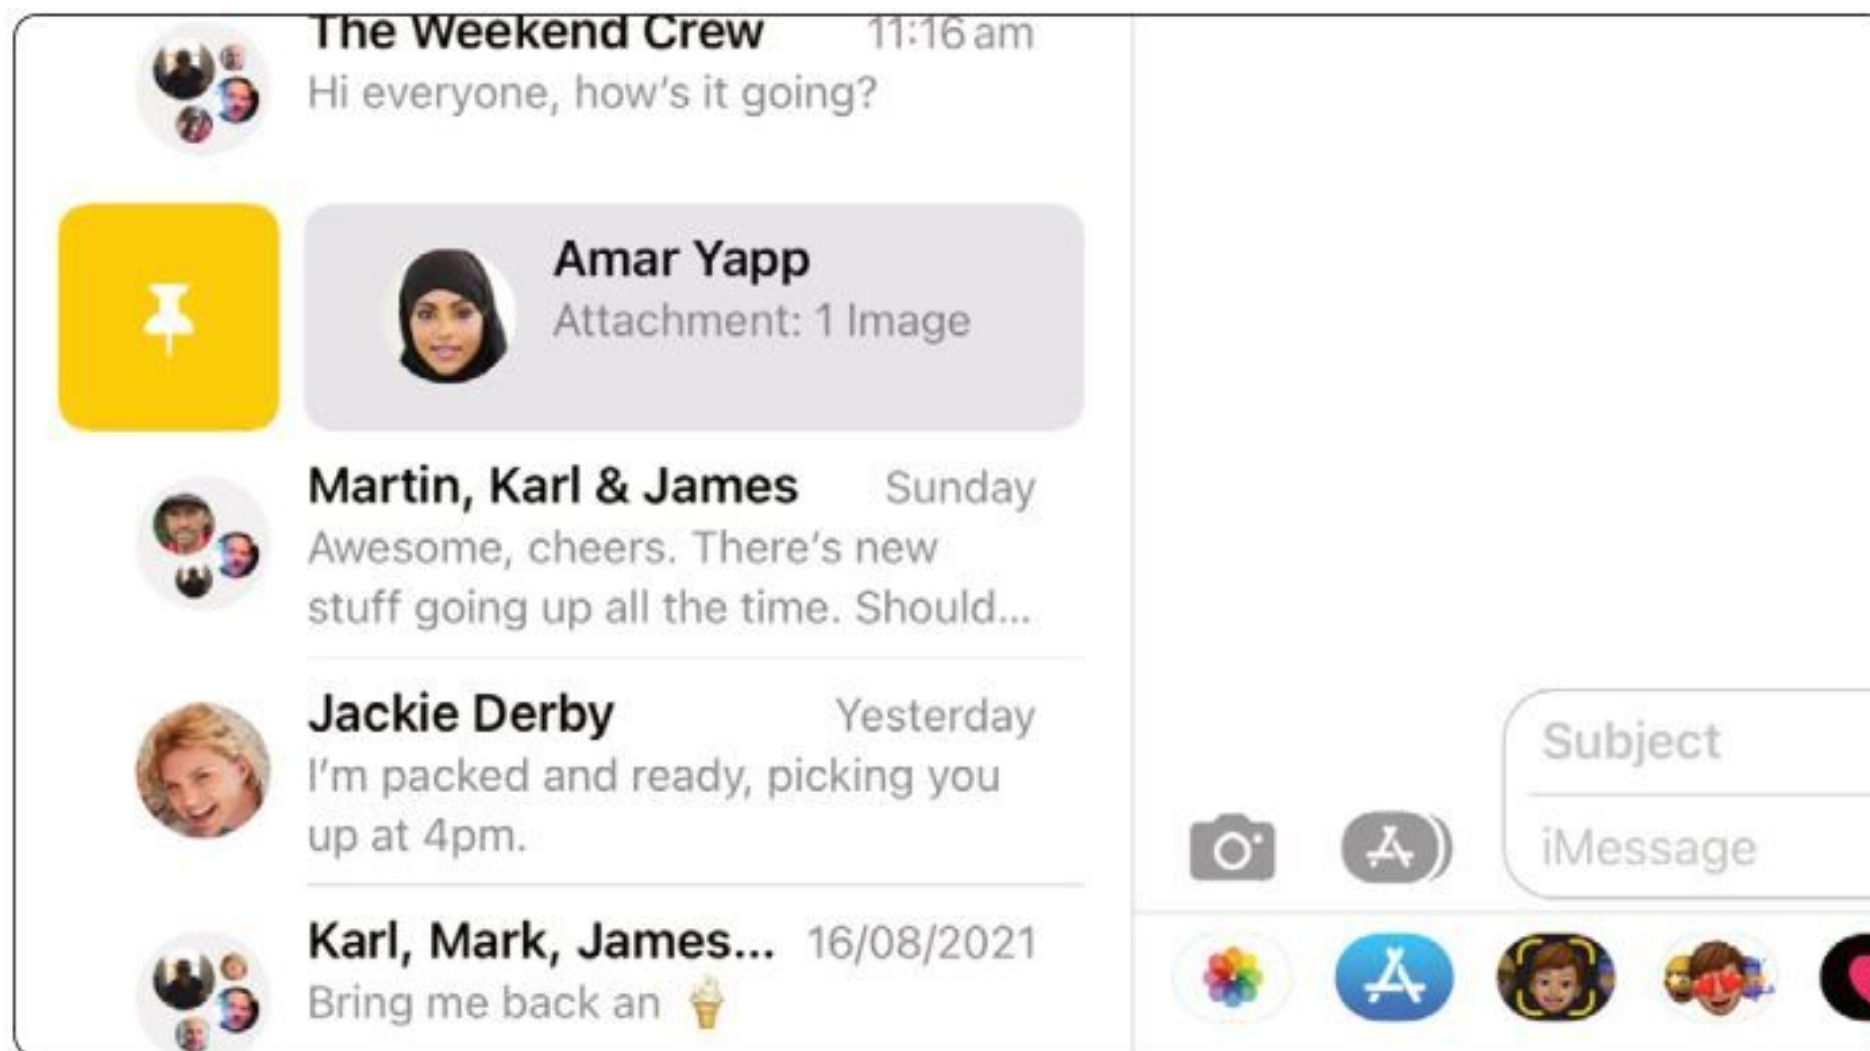 The Weekend Crew 11:16 am
Hi everyone, how's it going?
Amar Yapp
Attachment: 1 Image
Martin, Karl & James Sunday
Awesome, cheers. There's new
stuff going up all the time. Should...
Jackie Derby Yesterday
I'm packed and ready, picking you
up at 4pm.
Karl, Mark, James... 16/08/2021
Bring me back an 🍦
Subject
iMessage